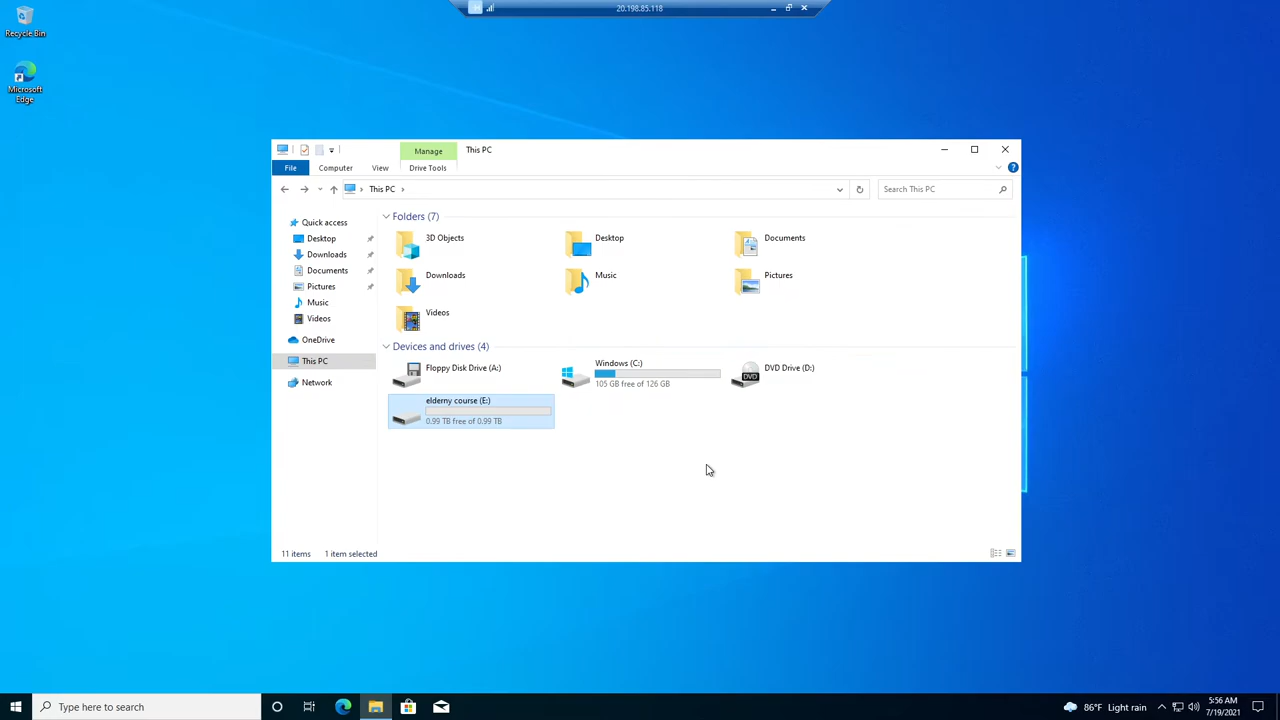 20.198.85.118
Recycle Bin
Microsoft
Edge
Manage
This PC
File
Computer
View
Drive Tools
This PC
Search This PC
Quick access
Desktop
Downloads
Documents
Pictures
Music
Videos
OneDrive
This PC
Network
Folders (7)
3D Objects
Desktop
Documents
Downloads
Music
Pictures
Videos
Devices and drives (4)
Floppy Disk Drive (A:)
Windows (C:)
105 GB free of 126 GB
DVD
DVD Drive (D:)
elderny course (E:)
0.99 TB free of 0.99 TB
11 items
1 item selected
Type here to search
86°F Light rain
5:56 AM
7/19/2021